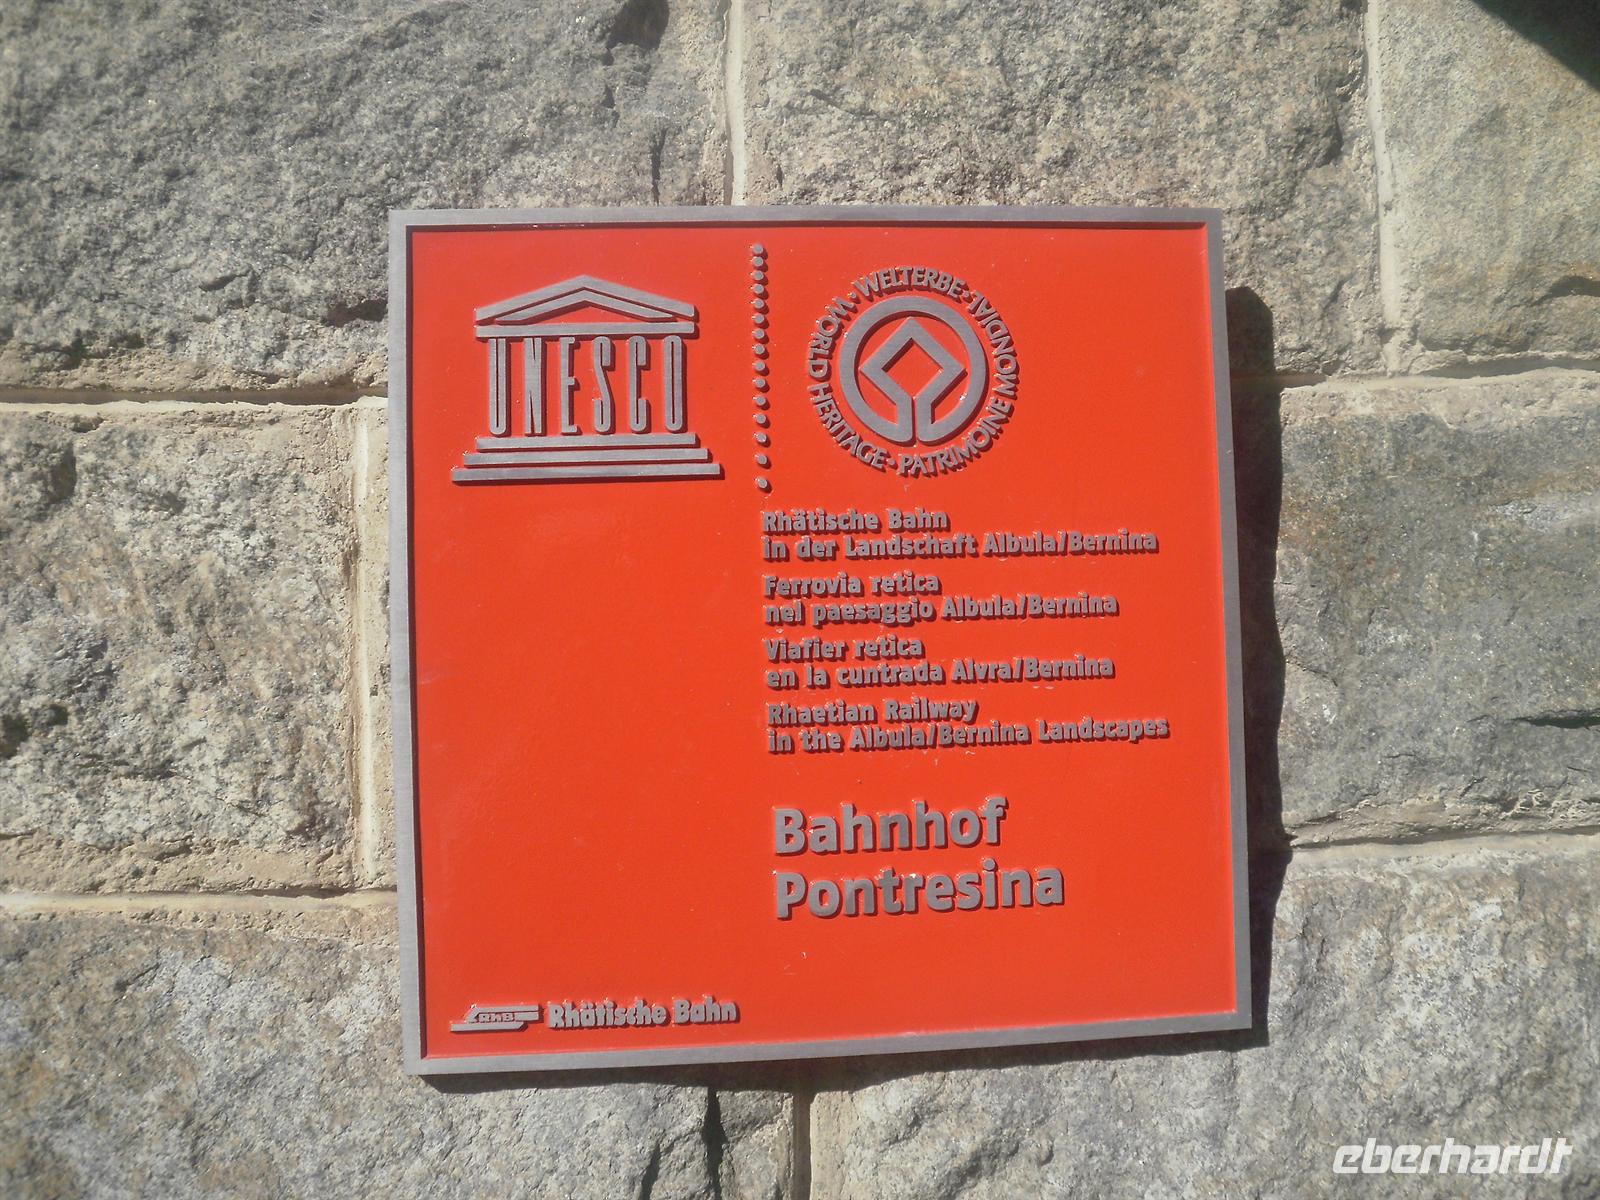 UNESCO
WORLD HERITAGE • WELTERBE • PATRIMOINE MONDIAL •
Rhätische Bahn
in der Landschaft Albula/Bernina
Ferrovia retica
nel paesaggio Albula/Bernina
Viafier retica
en la cuntrada Alvra/Bernina
Rhaetian Railway
in the Albula/Bernina Landscapes
Bahnhof
Pontresina
RhB Rhätische Bahn
eberhardt